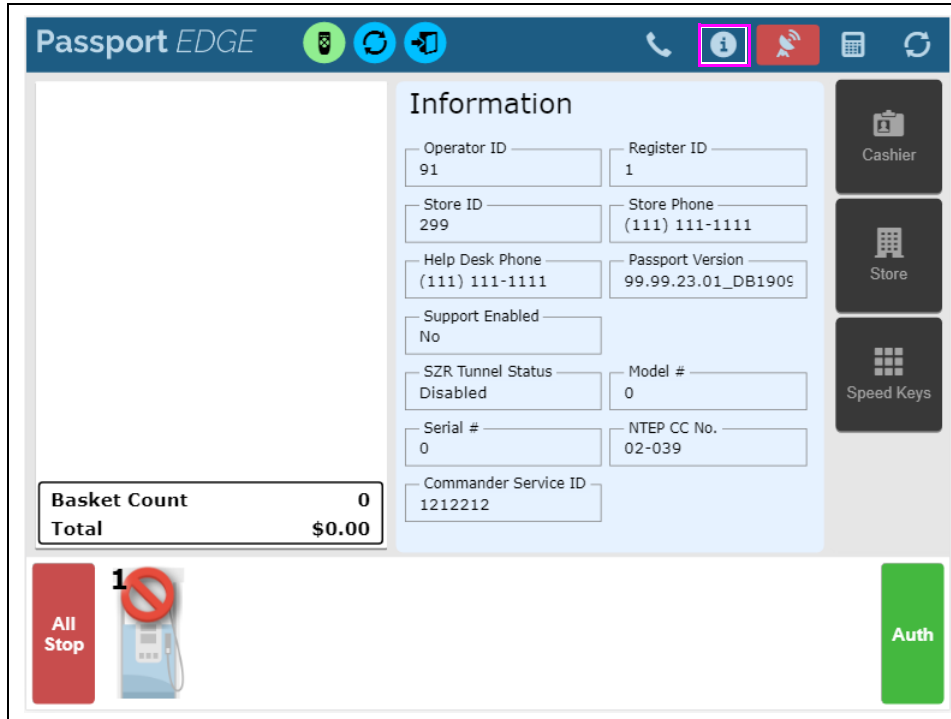 Passport EDGE
Information
Operator ID
91
Register ID
1
Store ID
299
Store Phone
(111) 111-1111
Help Desk Phone
(111) 111-1111
Passport Version
99.99.23.01_DB1909
Support Enabled
No
SZR Tunnel Status
Disabled
Model #
0
Serial #
0
NTEP CC No.
02-039
Commander Service ID
1212212
Cashier
Store
Speed Keys
Basket Count 0
Total $0.00
All
Stop
1
Auth